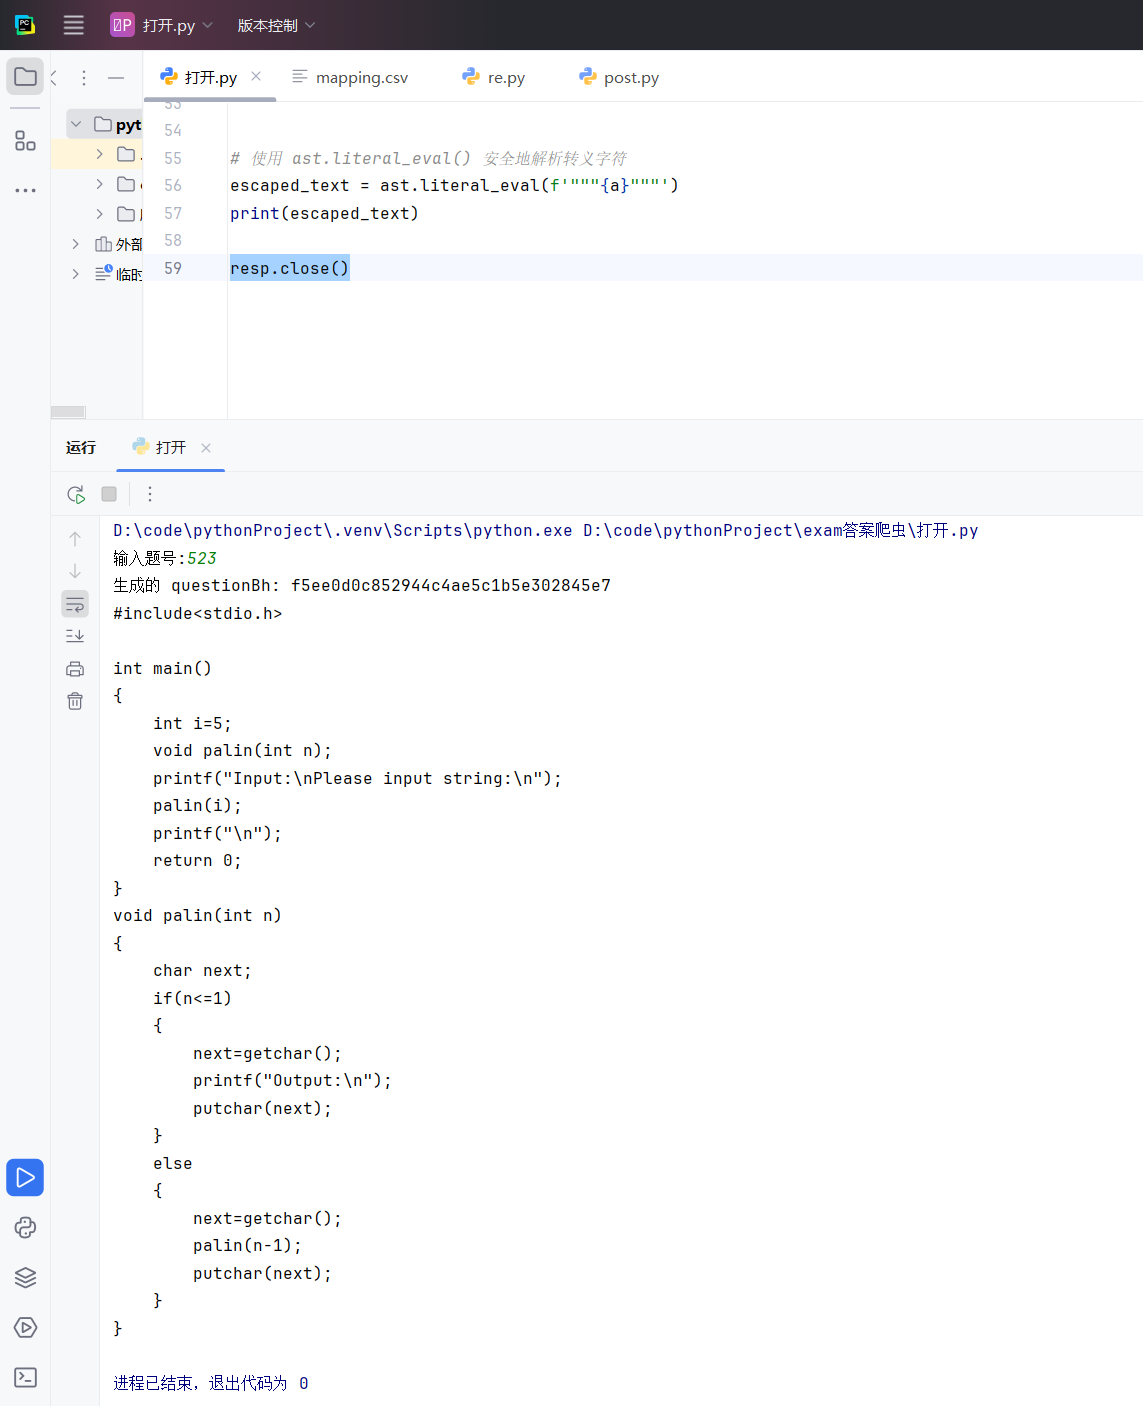 打开.py
版本控制
打开.py
mapping.csv
re.py
post.py
pyt
外部
临时
53
54
55 # 使用 ast.literal_eval() 安全地解析转义字符
56 escaped_text = ast.literal_eval(f'"""{a}"""')
57 print(escaped_text)
58
59 resp.close()
运行
打开
D:\code\pythonProject\.venv\Scripts\python.exe D:\code\pythonProject\exam答案爬虫\打开.py
输入题号:523
生成的 questionBh: f5ee0d0c852944c4ae5c1b5e302845e7
#include<stdio.h>
int main()
{
    int i=5;
    void palin(int n);
    printf("Input:\nPlease input string:\n");
    palin(i);
    printf("\n");
    return 0;
}
void palin(int n)
{
    char next;
    if(n<=1)
    {
        next=getchar();
        printf("Output:\n");
        putchar(next);
    }
    else
    {
        next=getchar();
        palin(n-1);
        putchar(next);
    }
}
进程已结束，退出代码为 0